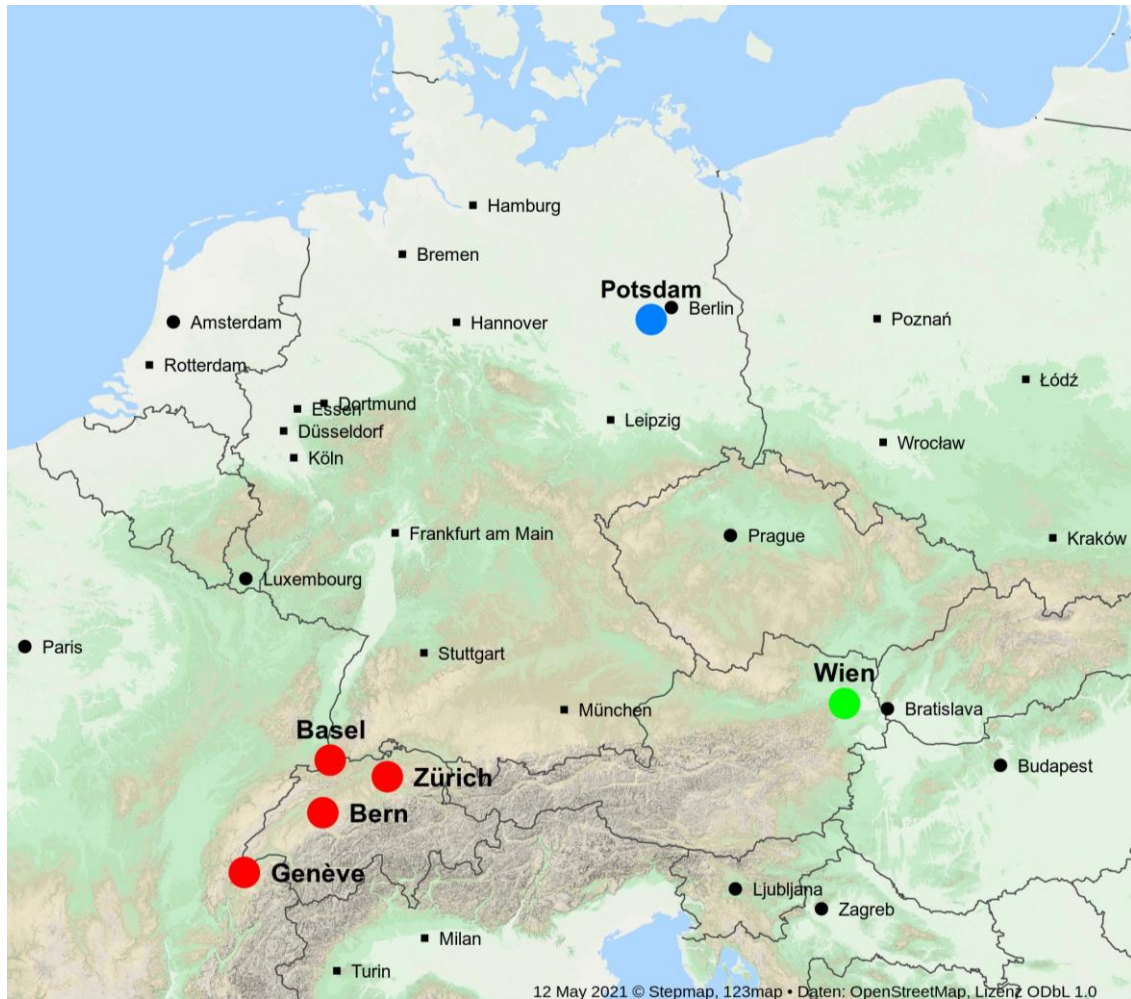 Hamburg
Bremen
Potsdam
Berlin
Amsterdam
Hannover
Poznań
Rotterdam
Łódź
Dortmund
Essen
Düsseldorf
Leipzig
Wrocław
Köln
Frankfurt am Main
Prague
Kraków
Luxembourg
Paris
Stuttgart
Wien
München
Bratislava
Basel
Budapest
Zürich
Bern
Genève
Ljubljana
Zagreb
Milan
Turin
12 May 2021 © Stepmap, 123map • Daten: OpenStreetMap, Lizenz ODbL 1.0